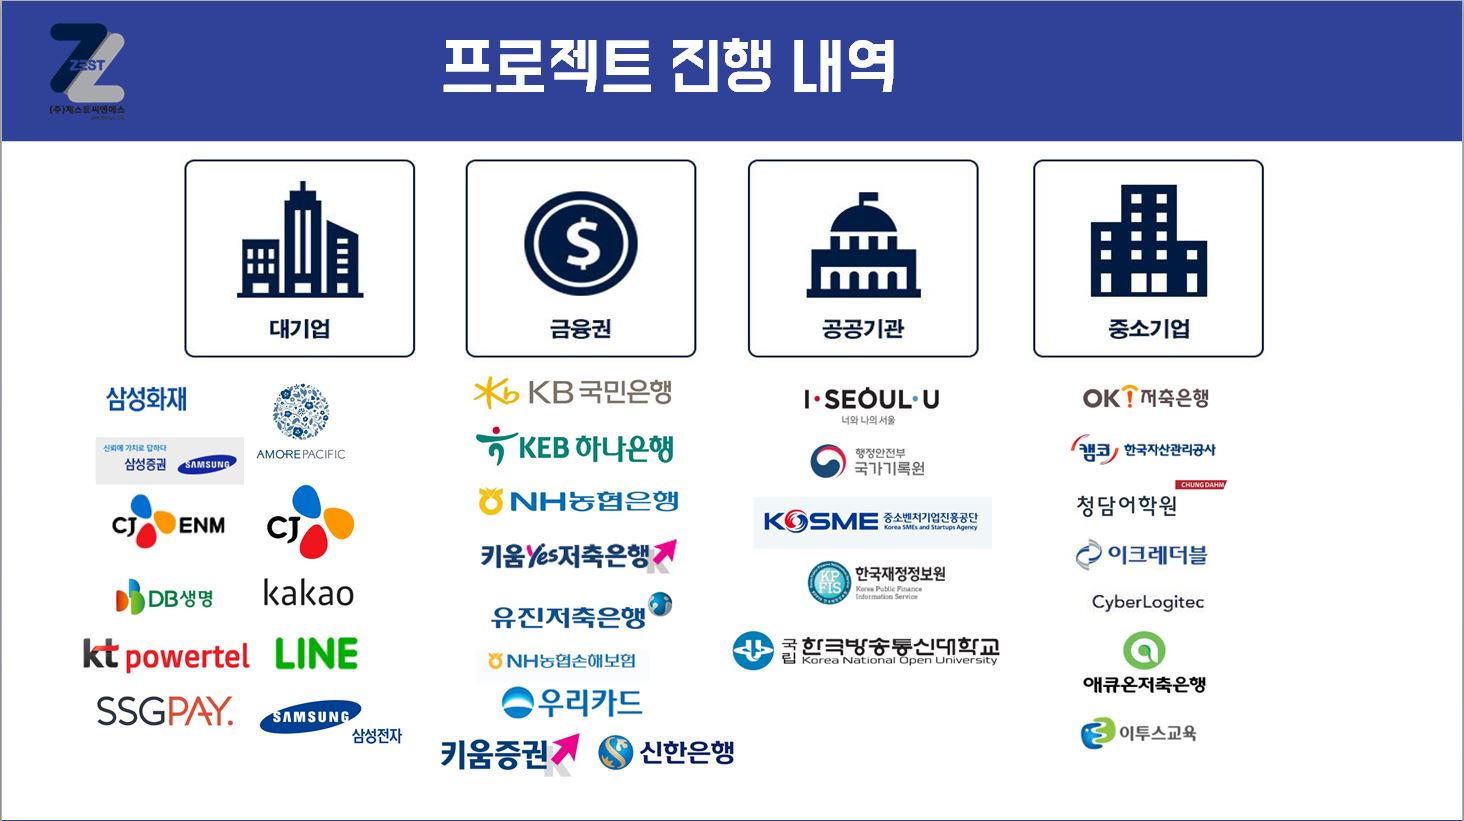 ZEST
(주)제스트씨엔에스
프로젝트 진행 내역
대기업
금융권
공공기관
중소기업
삼성화재
AMOREPACIFIC
신뢰에 가치로 답하다
삼성증권 SAMSUNG
CJ ENM
CJ
DB생명
kakao
kt powertel
LINE
SSGPAY.
SAMSUNG
삼성전자
Kb KB국민은행
KEB 하나은행
NH농협은행
키움Yes저축은행 K
유진저축은행
NH농협손해보험
우리카드
키움증권 K
신한은행
I·SEOUL·U
너와 나의 서울
행정안전부
국가기록원
KOSME 중소벤처기업진흥공단
Korea SMEs and Startups Agency
KPFIS 한국재정정보원
Korea Public Finance
Information Service
국립 한국방송통신대학교
Korea National Open University
OK!저축은행
캠코 한국자산관리공사
CHUNGDAHM
청담어학원
이크레더블
CyberLogitec
애큐온저축은행
이투스교육